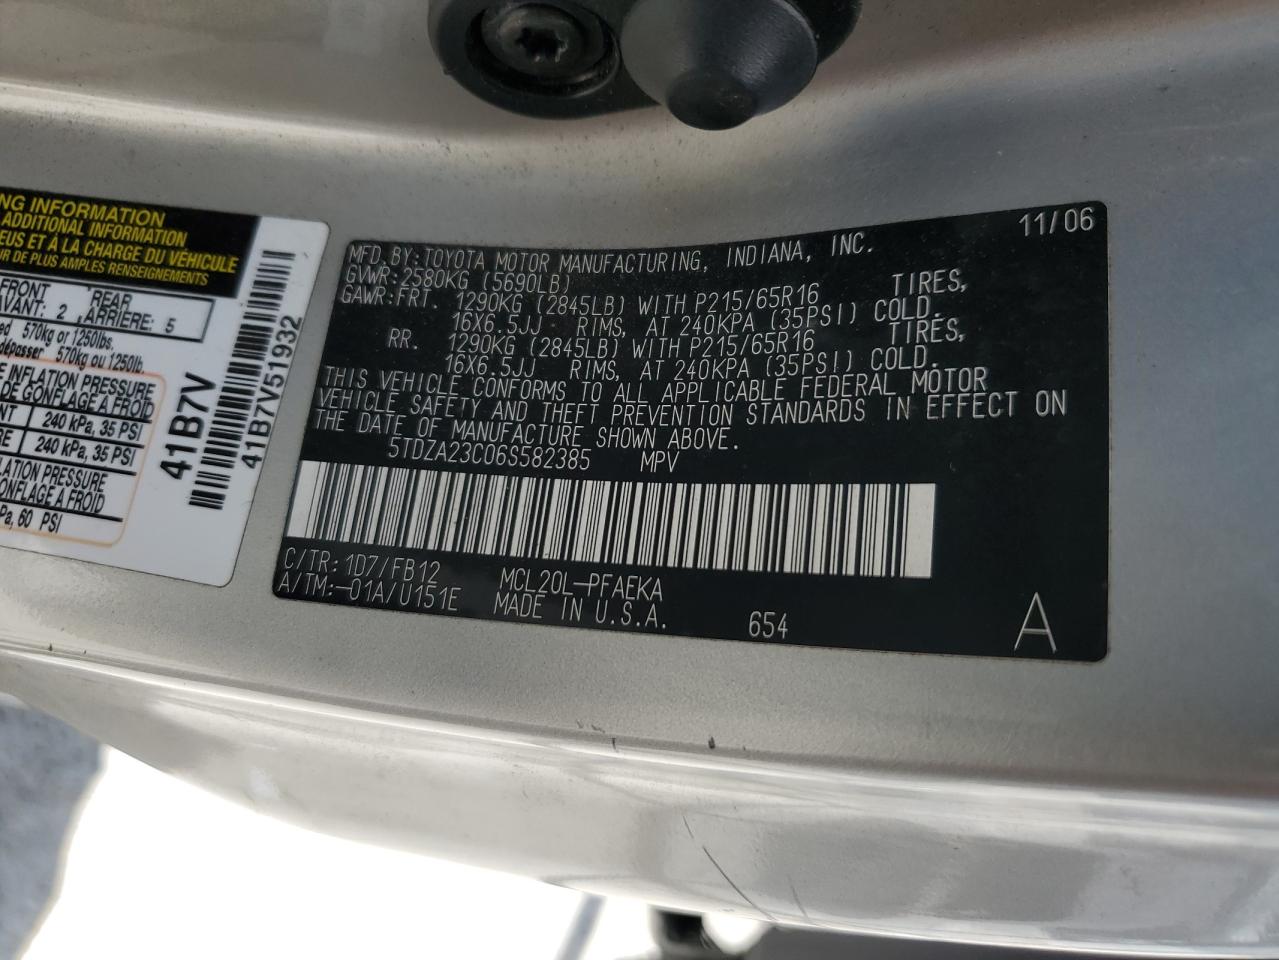 NG INFORMATION
ADDITIONAL INFORMATION
EUS ET À LA CHARGE DU VÉHICULE
R DE PLUS AMPLES RENSEIGNEMENTS
FRONT
AVANT: 2
REAR
ARRIÈRE: 5
570kg or 1250lbs.
dépasser 570kg ou 1250lb.
E INFLATION PRESSURE
DE GONFLAGE A FROID
240 kPa, 35 PSI
240 kPa, 35 PSI
NFLATION PRESSURE
GONFLAGE A FROID
Pa, 60 PSI
41B7V
41B7V51932
11/06
MFD. BY: TOYOTA MOTOR MANUFACTURING, INDIANA, INC.
GVWR: 2580KG (5690LB)
GAWR: FRT. 1290KG (2845LB) WITH P215/65R16 TIRES,
16X6.5JJ RIMS, AT 240KPA (35PSI) COLD.
RR. 1290KG (2845LB) WITH P215/65R16 TIRES,
16X6.5JJ RIMS, AT 240KPA (35PSI) COLD.
THIS VEHICLE CONFORMS TO ALL APPLICABLE FEDERAL MOTOR
VEHICLE SAFETY AND THEFT PREVENTION STANDARDS IN EFFECT ON
THE DATE OF MANUFACTURE SHOWN ABOVE.
5TDZA23C06S582385 MPV
C/TR: 1D7/FB12 MCL20L-PFAEKA
A/TM: -01A/U151E MADE IN U.S.A. 654 A